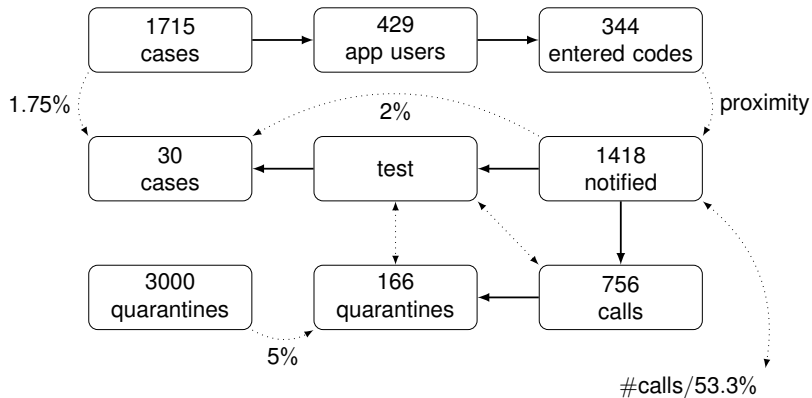 1715
cases
429
app users
344
entered codes
1.75%
2%
proximity
30
cases
test
1418
notified
3000
quarantines
166
quarantines
756
calls
5%
#calls/53.3%